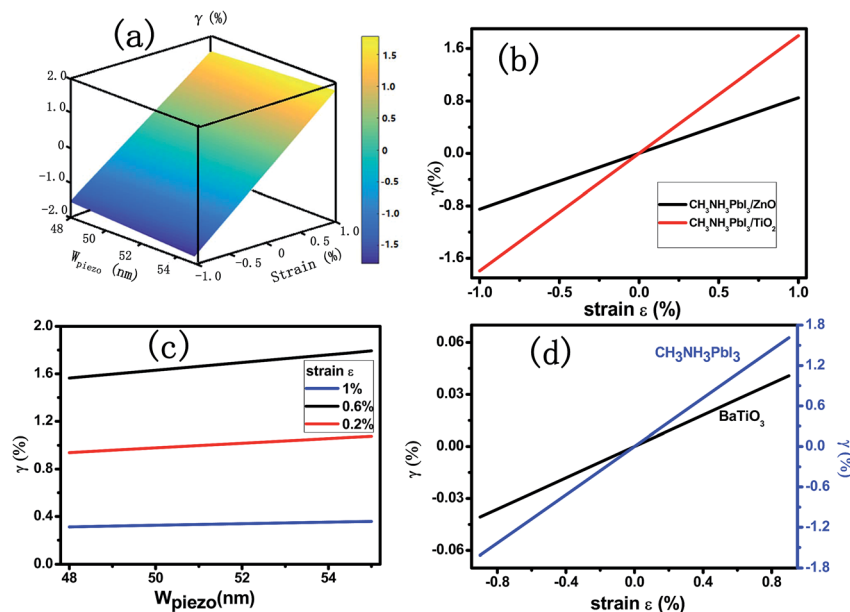 (a)
γ (%)
2.0
1.0
0
-1.0
-2.0
48
50
52
54
W_piezo (nm)
-1.0
-0.5
0
0.5
1.0
Strain (%)
1.5
1.0
0.5
0
-0.5
-1.0
-1.5
(b)
γ(%)
1.6
0.8
0.0
-0.8
-1.6
CH₃NH₃PbI₃/ZnO
CH₃NH₃PbI₃/TiO₂
-1.0 -0.5 0.0 0.5 1.0
strain ε (%)
(c)
γ (%)
2.0
1.6
1.2
0.8
0.4
0.0
strain ε
1%
0.6%
0.2%
48 50 52 54
W_piezo(nm)
(d)
γ (%)
0.06
0.03
0.00
-0.03
-0.06
CH₃NH₃PbI₃
BaTiO₃
1.8
1.2
0.6
0.0
-0.6
-1.2
-1.8
γ (%)
-0.8 -0.4 0.0 0.4 0.8
strain ε (%)